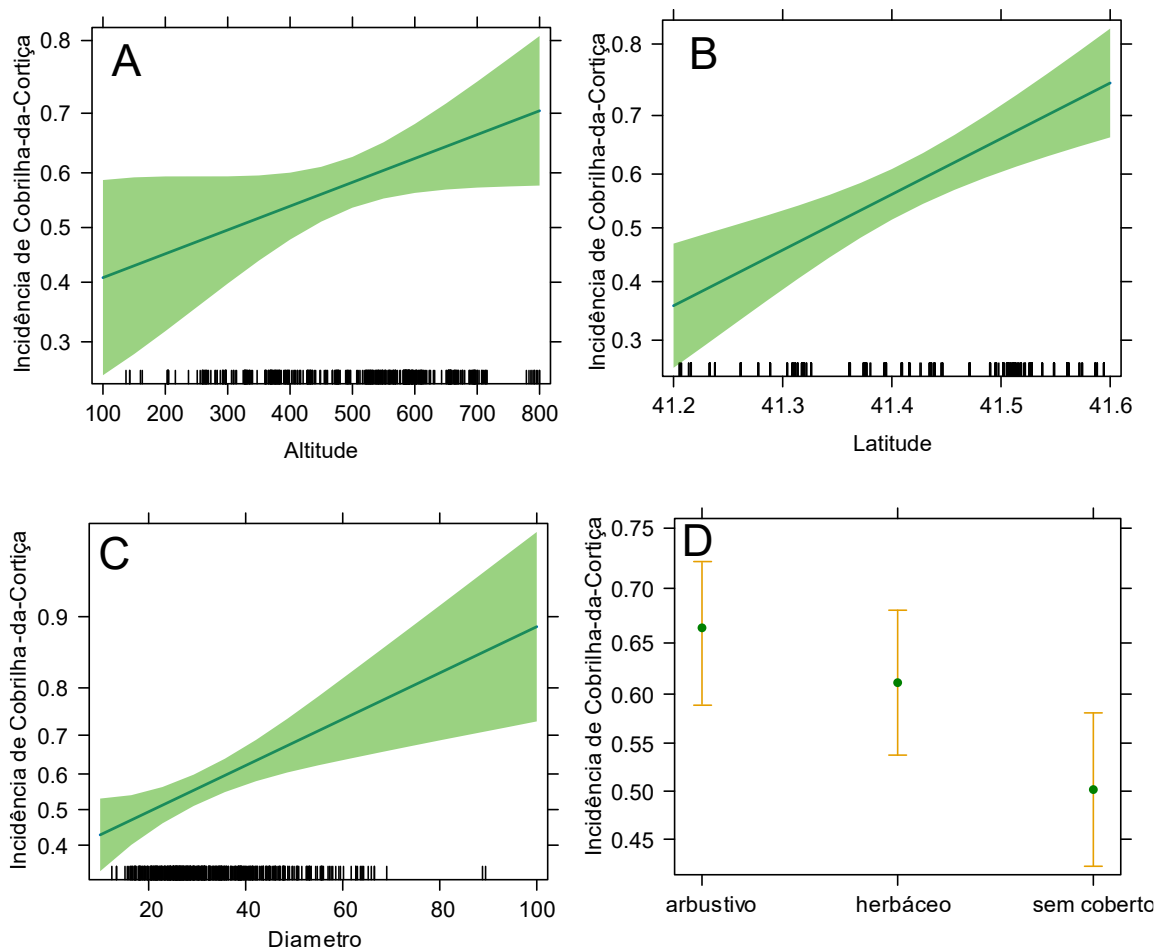 A
Incidência de Cobrilha-da-Cortiça
0.8
0.7
0.6
0.5
0.4
0.3
100 200 300 400 500 600 700 800
Altitude
B
Incidência de Cobrilha-da-Cortiça
0.8
0.7
0.6
0.5
0.4
0.3
41.2 41.3 41.4 41.5 41.6
Latitude
C
Incidência de Cobrilha-da-Cortiça
0.9
0.8
0.7
0.6
0.5
0.4
20 40 60 80 100
Diametro
D
Incidência de Cobrilha-da-Cortiça
0.75
0.70
0.65
0.60
0.55
0.50
0.45
arbustivo herbáceo sem coberto